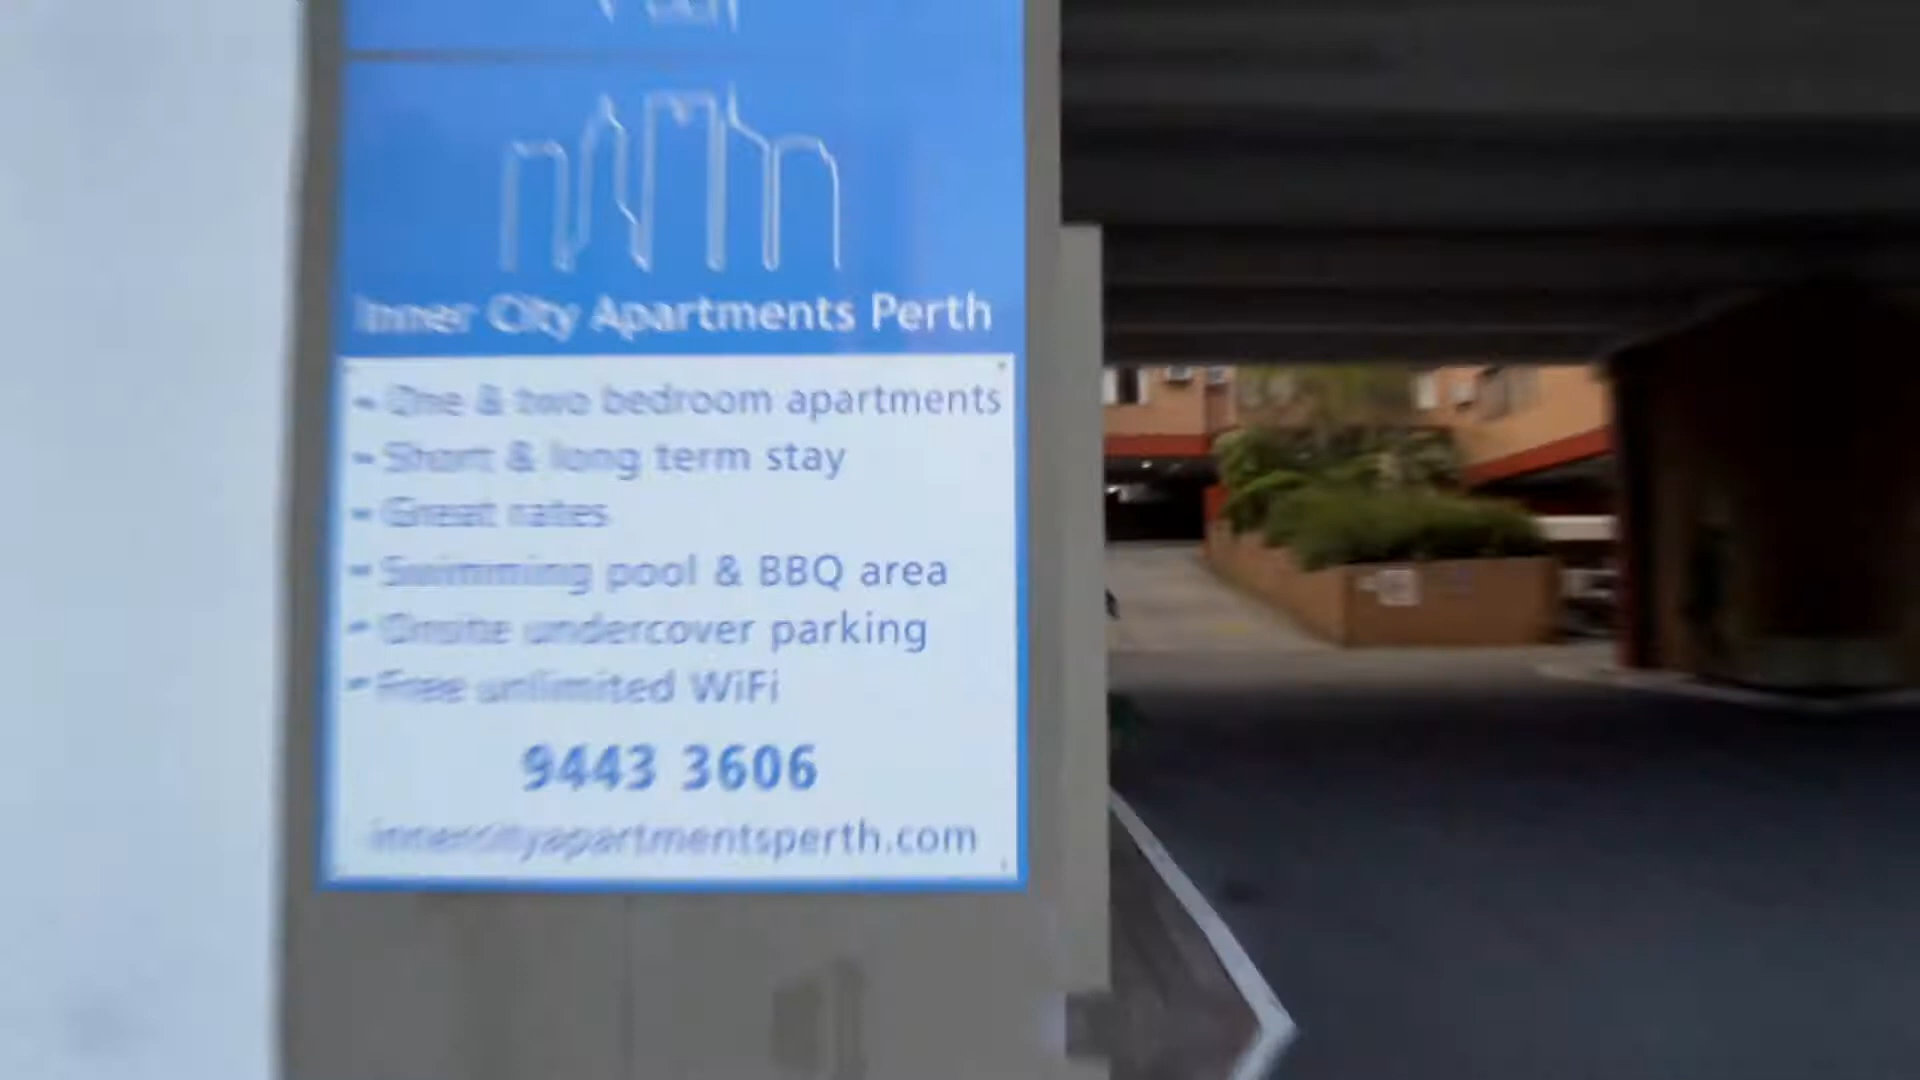 Inner City Apartments Perth
- One & two bedroom apartments
- Short & long term stay
- Great rates
- Swimming pool & BBQ area
- Onsite undercover parking
- Free unlimited WiFi
9443 3606
innercityapartmentsperth.com